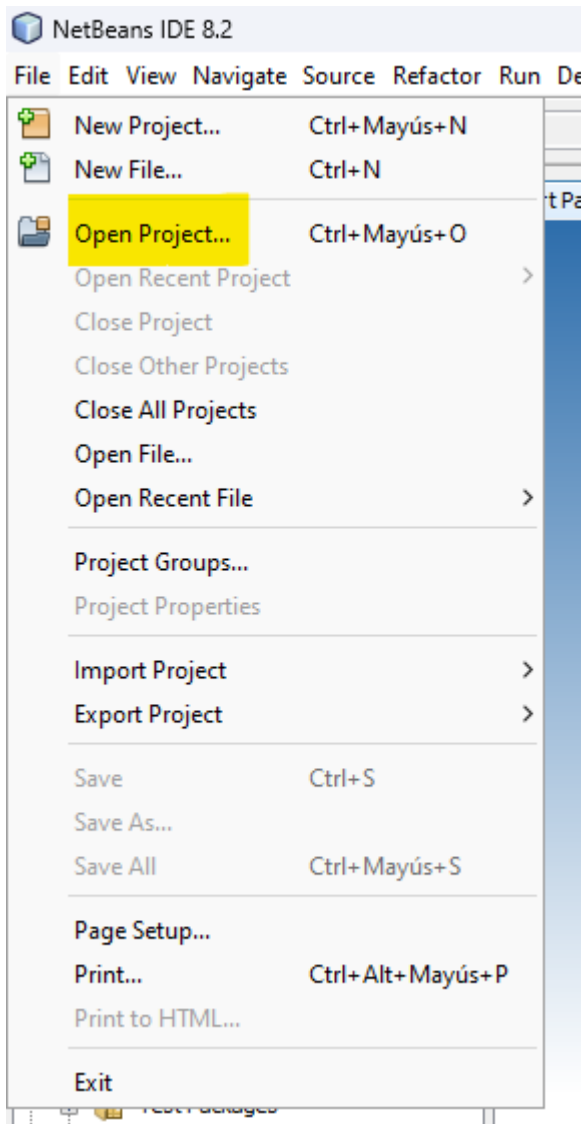 NetBeans IDE 8.2
File Edit View Navigate Source Refactor Run
New Project... Ctrl+Mayús+N
New File... Ctrl+N
Open Project... Ctrl+Mayús+O
Open Recent Project
Close Project
Close Other Projects
Close All Projects
Open File...
Open Recent File
Project Groups...
Project Properties
Import Project
Export Project
Save Ctrl+S
Save As...
Save All Ctrl+Mayús+S
Page Setup...
Print... Ctrl+Alt+Mayús+P
Print to HTML...
Exit